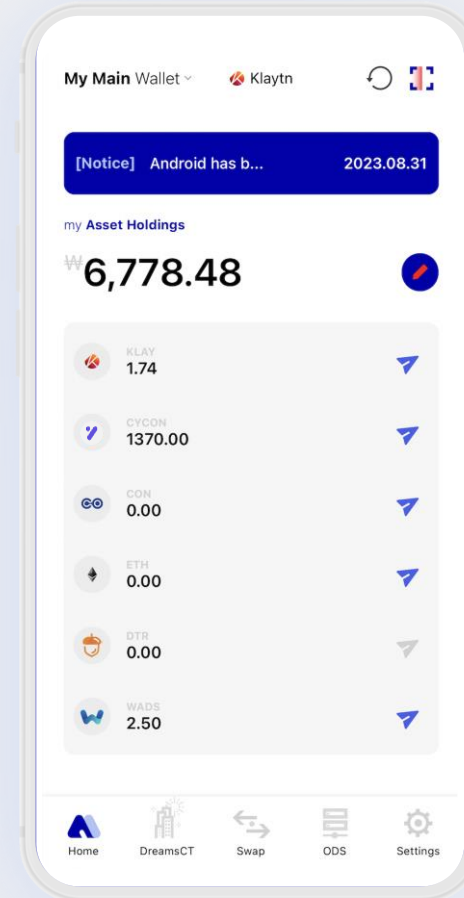 My Main Wallet Klaytn
[Notice] Android has b... 2023.08.31
my Asset Holdings
₩6,778.48
KLAY
1.74
CYCON
1370.00
CON
0.00
ETH
0.00
DTR
0.00
WADS
2.50
Home DreamsCT Swap ODS Settings